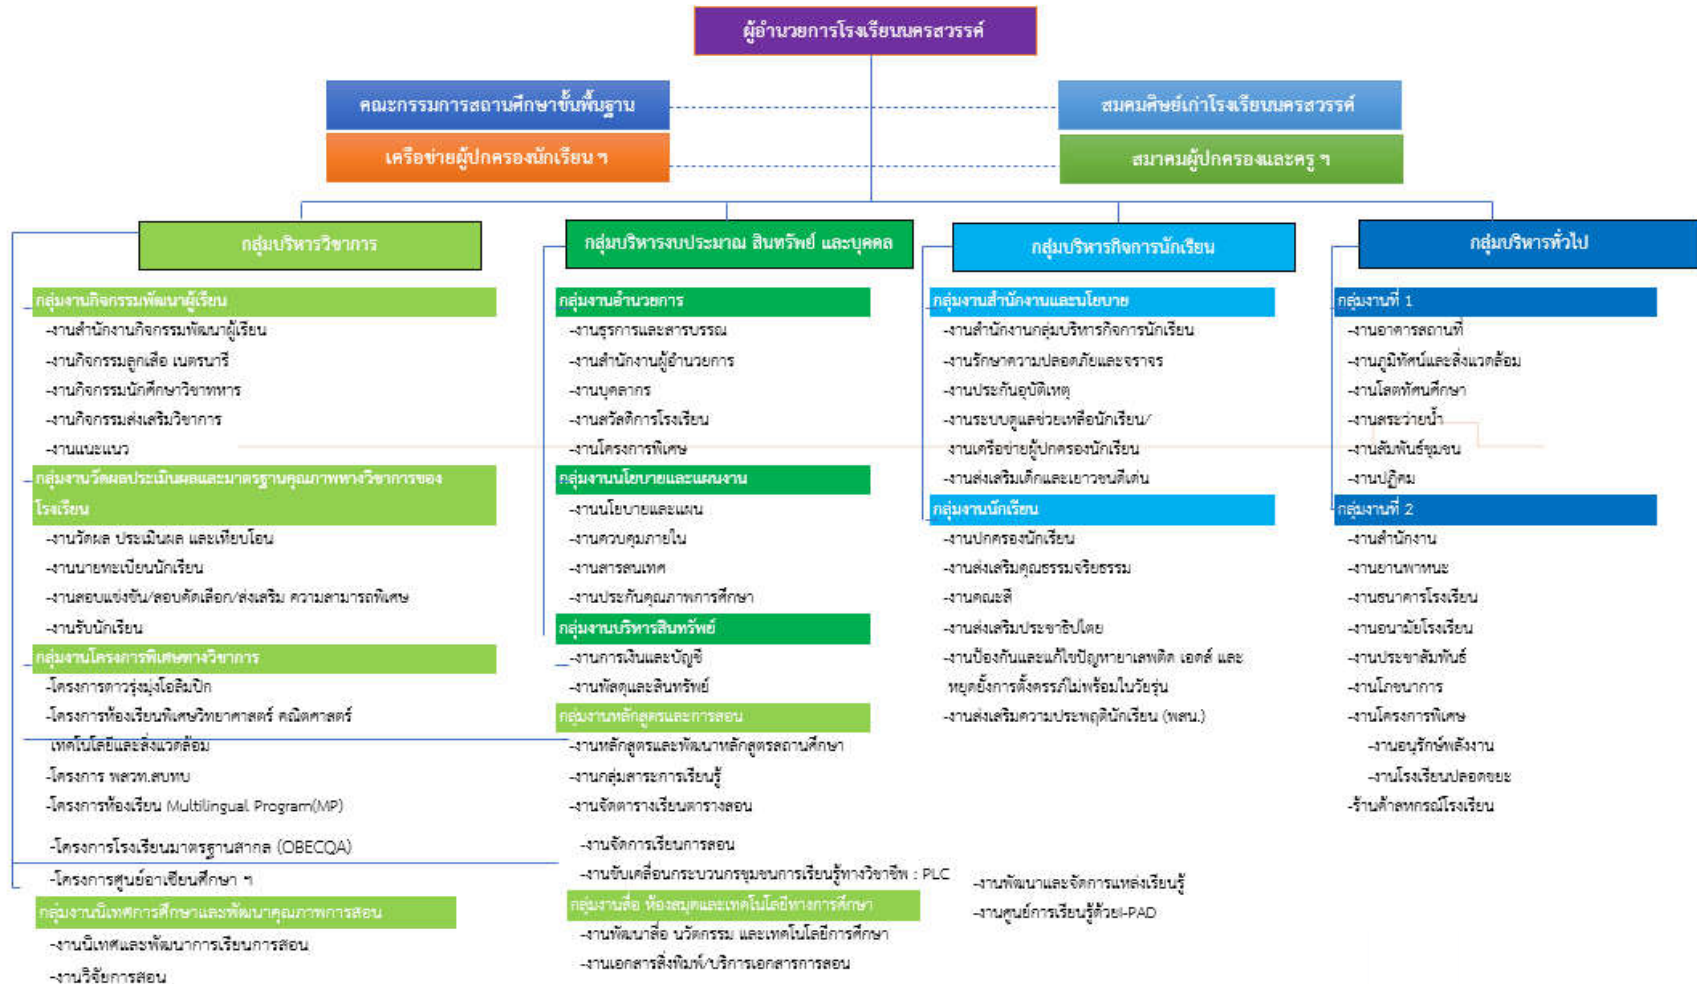 ผู้อำนวยการโรงเรียนนครสวรรค์
คณะกรรมการสถานศึกษาขั้นพื้นฐาน
สมคมศิษย์เก่าโรงเรียนนครสวรรค์
เครือข่ายผู้ปกครองนักเรียน ฯ
สมาคมผู้ปกครองและครู ฯ
กลุ่มบริหารวิชาการ
กลุ่มงานกิจกรรมพัฒนาผู้เรียน
-งานสำนักงานกิจกรรมพัฒนาผู้เรียน
-งานกิจกรรมลูกเสือ เนตรนารี
-งานกิจกรรมนักศึกษาวิชาทหาร
-งานกิจกรรมส่งเสริมวิชาการ
-งานแนะแนว
กลุ่มงานวัดผลประเมินผลและมาตรฐานคุณภาพทางวิชาการของ
โรงเรียน
-งานวัดผล ประเมินผล และเทียบโอน
-งานนายทะเบียนนักเรียน
-งานสอบแข่งขัน/สอบคัดเลือก/ส่งเสริม ความสามารถพิเศษ
-งานรับนักเรียน
กลุ่มงานโครงการพิเศษทางวิชาการ
-โครงการดาวรุ่งมุ่งโอลิมปิก
-โครงการห้องเรียนพิเศษวิทยาศาสตร์ คณิตศาสตร์
เทคโนโลยีและสิ่งแวดล้อม
-โครงการ พสวท.สบทบ
-โครงการห้องเรียน Multilingual Program(MP)
-โครงการโรงเรียนมาตรฐานสากล (OBECQA)
-โครงการศูนย์อาเซียนศึกษา ฯ
กลุ่มงานนิเทศการศึกษาและพัฒนาคุณภาพการสอน
-งานนิเทศและพัฒนาการเรียนการสอน
-งานวิจัยการสอน
กลุ่มบริหารงบประมาณ สินทรัพย์ และบุคคล
กลุ่มงานอำนวยการ
-งานธุรการและสารบรรณ
-งานสำนักงานผู้อำนวยการ
-งานบุคลากร
-งานสวัสดิการโรงเรียน
-งานโครงการพิเศษ
กลุ่มงานนโยบายและแผนงาน
-งานนโยบายและแผน
-งานควบคุมภายใน
-งานสารสนเทศ
-งานประกันคุณภาพการศึกษา
กลุ่มงานบริหารสินทรัพย์
-งานการเงินและบัญชี
-งานพัสดุและสินทรัพย์
กลุ่มงานหลักสูตรและการสอน
-งานหลักสูตรและพัฒนาหลักสูตรสถานศึกษา
-งานกลุ่มสาระการเรียนรู้
-งานจัดตารางเรียนตารางสอน
-งานจัดการเรียนการสอน
-งานขับเคลื่อนกระบวนกรชุมชนการเรียนรู้ทางวิชาชีพ : PLC
กลุ่มงานสื่อ ห้องสมุดและเทคโนโลยีทางการศึกษา
-งานพัฒนาสื่อ นวัตกรรม และเทคโนโลยีการศึกษา
-งานเอกสารสิ่งพิมพ์/บริการเอกสารการสอน
-งานพัฒนาและจัดการแหล่งเรียนรู้
-งานศูนย์การเรียนรู้ด้วยI-PAD
กลุ่มบริหารกิจการนักเรียน
กลุ่มงานสำนักงานและนโยบาย
-งานสำนักงานกลุ่มบริหารกิจการนักเรียน
-งานรักษาความปลอดภัยและจราจร
-งานประกันอุบัติเหตุ
-งานระบบดูแลช่วยเหลือนักเรียน/
งานเครือข่ายผู้ปกครองนักเรียน
-งานส่งเสริมเด็กและเยาวชนดีเด่น
กลุ่มงานนักเรียน
-งานปกครองนักเรียน
-งานส่งเสริมคุณธรรมจริยธรรม
-งานคณะสี
-งานส่งเสริมประชาธิปไตย
-งานป้องกันและแก้ไขปัญหายาเสพติด เอดส์ และ
หยุดยั้งการตั้งครรภ์ไม่พร้อมในวัยรุ่น
-งานส่งเสริมความประพฤตินักเรียน (พสน.)
กลุ่มบริหารทั่วไป
กลุ่มงานที่ 1
-งานอาคารสถานที่
-งานภูมิทัศน์และสิ่งแวดล้อม
-งานโสตทัศนศึกษา
-งานสระว่ายน้ำ
-งานสัมพันธ์ชุมชน
-งานปฏิคม
กลุ่มงานที่ 2
-งานสำนักงาน
-งานยานพาหนะ
-งานธนาคารโรงเรียน
-งานอนามัยโรงเรียน
-งานประชาสัมพันธ์
-งานโภชนาการ
-งานโครงการพิเศษ
-งานอนุรักษ์พลังงาน
-งานโรงเรียนปลอดขยะ
-ร้านค้าสหกรณ์โรงเรียน